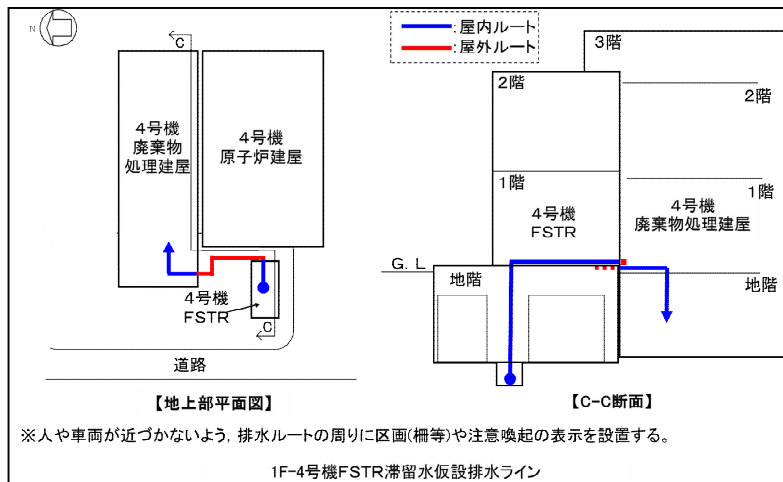 N
C
:屋内ルート
:屋外ルート
4号機
廃棄物
処理建屋
4号機
原子炉建屋
4号機
FSTR
C
道路
【地上部平面図】
3階
2階
2階
1階
1階
4号機
FSTR
4号機
廃棄物処理建屋
G.L
地階
地階
【C-C断面】
※人や車両が近づかないよう, 排水ルートの周りに区画(柵等)や注意喚起の表示を設置する。
1F-4号機FSTR滞留水仮設排水ライン